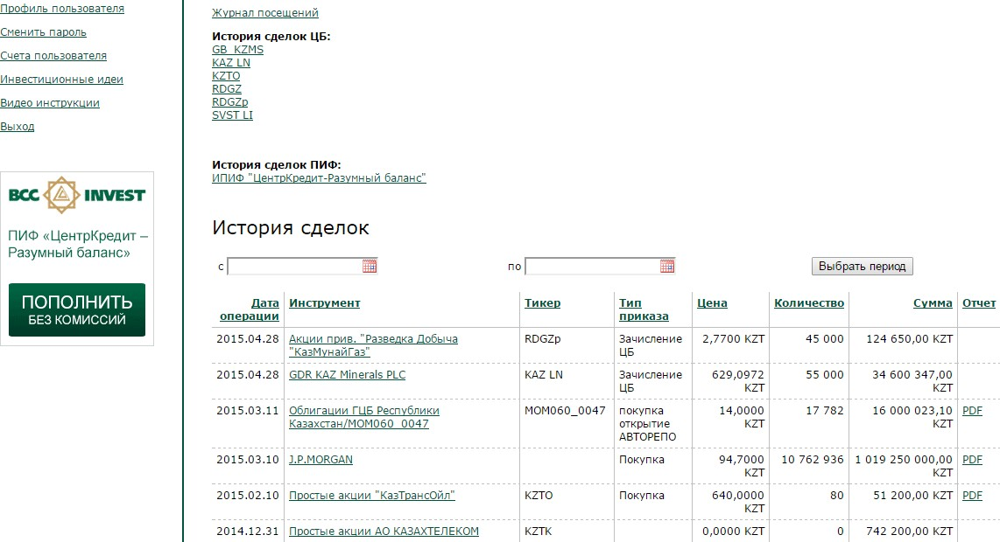 Профиль пользователя
Сменить пароль
Счета пользователя
Инвестиционные идеи
Видео инструкции
Выход
BCC INVEST
ПИФ «ЦентрКредит –
Разумный баланс»
ПОПОЛНИТЬ
БЕЗ КОМИССИЙ
Журнал посещений
История сделок ЦБ:
GB_KZMS
KAZ LN
KZTO
RDGZ
RDGZp
SVST LI
История сделок ПИФ:
ИПИФ "ЦентрКредит-Разумный баланс"
История сделок
с по Выбрать период
Дата операции Инструмент Тикер Тип приказа Цена Количество Сумма Отчет
2015.04.28 Акции прив. "Разведка Добыча "КазМунайГаз" RDGZp Зачисление ЦБ 2,7700 KZT 45 000 124 650,00 KZT
2015.04.28 GDR KAZ Minerals PLC KAZ LN Зачисление ЦБ 629,0972 KZT 55 000 34 600 347,00 KZT
2015.03.11 Облигации ГЦБ Республики Казахстан/MOM060_0047 MOM060_0047 покупка открытие АВТОРЕПО 14,0000 KZT 17 782 16 000 023,10 KZT PDF
2015.03.10 J.P.MORGAN Покупка 94,7000 KZT 10 762 936 1 019 250 000,00 KZT PDF
2015.02.10 Простые акции "КазТрансОйл" KZTO Покупка 640,0000 KZT 80 51 200,00 KZT PDF
2014.12.31 Простые акции АО КАЗАХТЕЛЕКОМ KZTK 0,0000 KZT 0 742 200,00 KZT